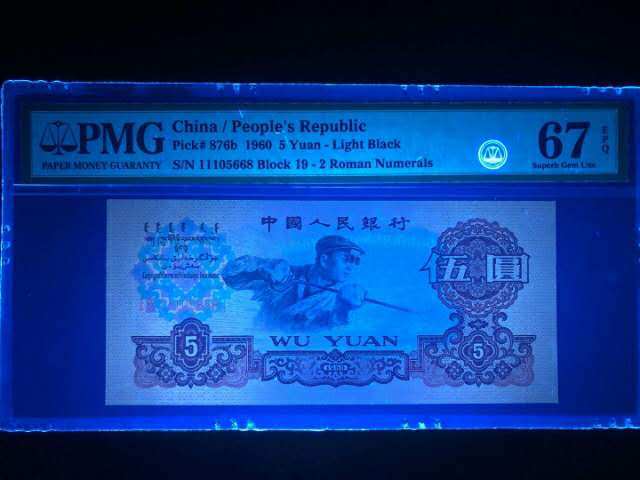 PMG
PAPER MONEY GUARANTY
China / People's Republic
Pick# 876b 1960 5 Yuan - Light Black
S/N 11105668 Block 19 - 2 Roman Numerals
67 EPQ
Superb Gem Unc
中國人民銀行
伍圓
5
WU YUAN
5
1960